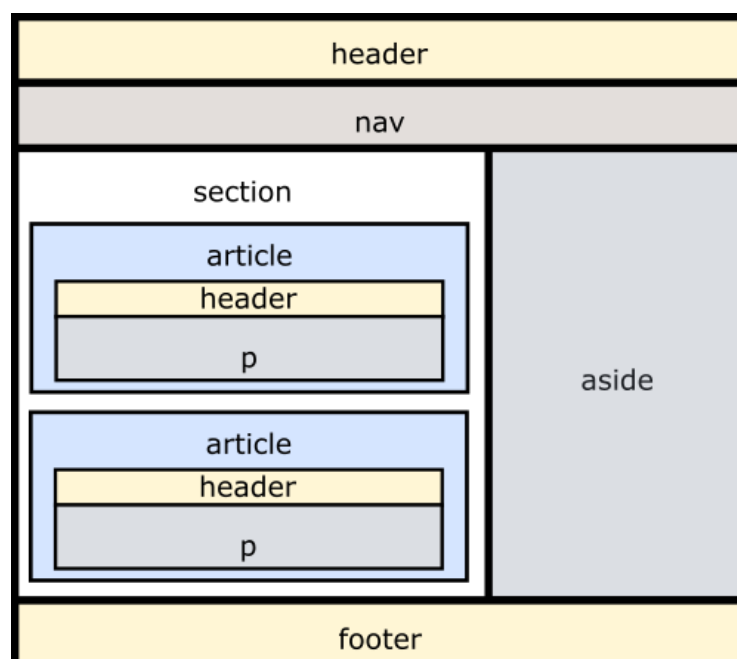 header
nav
section
article
header
p
article
header
p
aside
footer